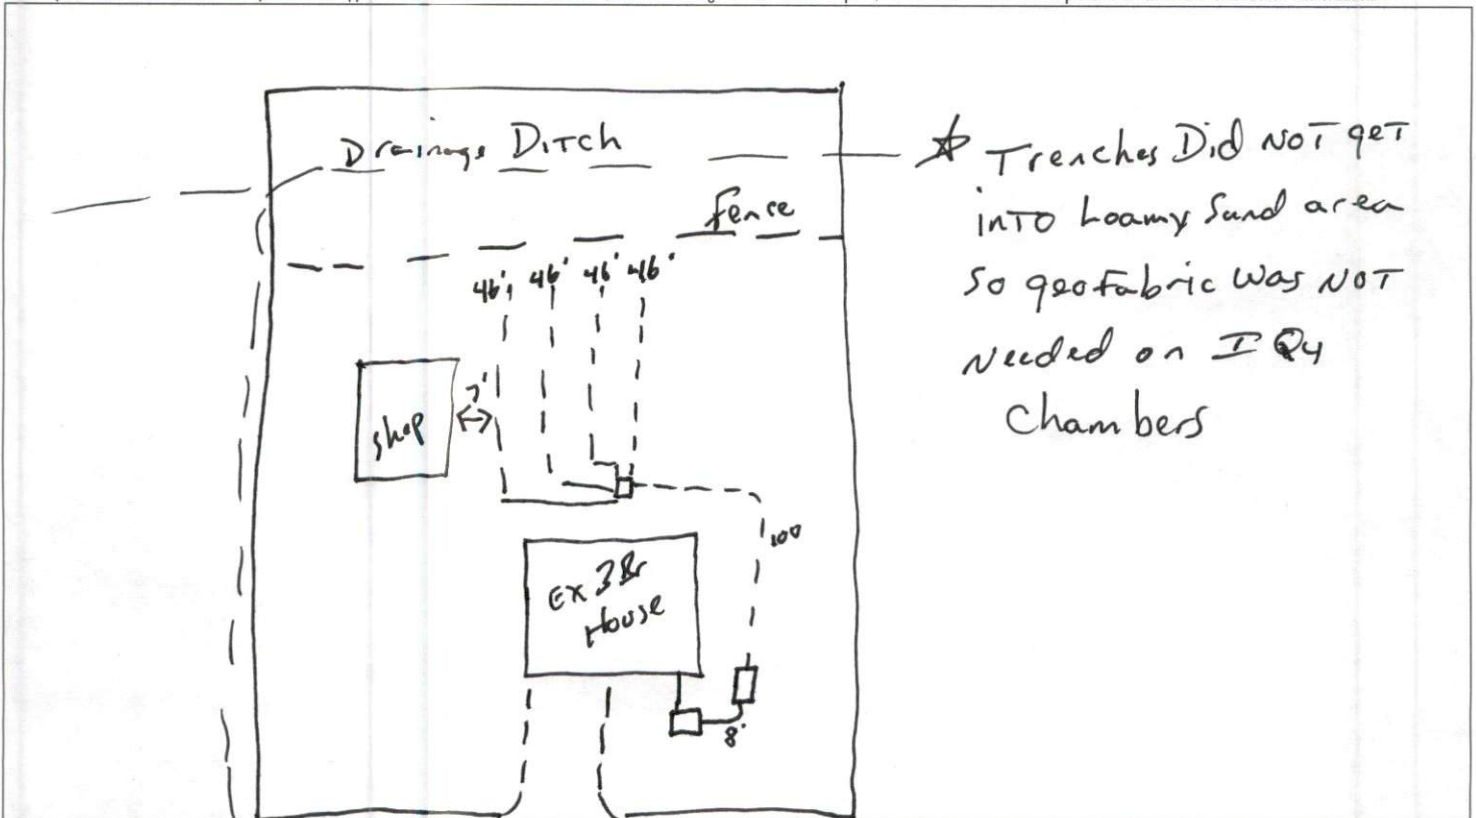 Drainage Ditch
fence
46' 46' 46' 46'
7'
shop
100
EX 3Br
House
8'
☆ Trenches Did NOT get
inTO Loamy Sand area
So geofabric was NOT
Needed on IQ4
Chambers